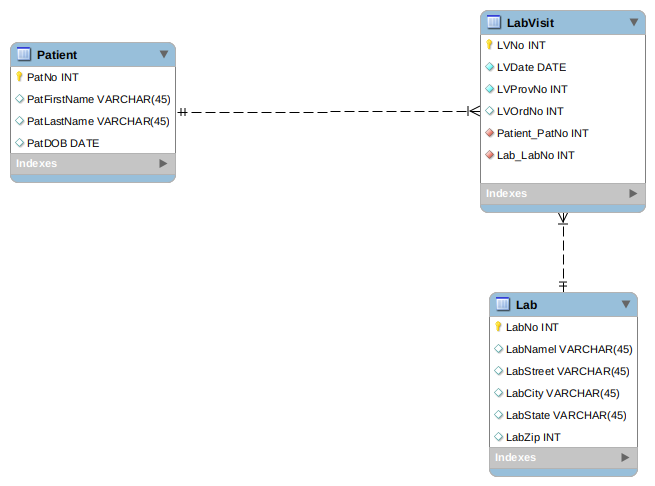 Patient
PatNo INT
PatFirstName VARCHAR(45)
PatLastName VARCHAR(45)
PatDOB DATE
Indexes
LabVisit
LVNo INT
LVDate DATE
LVProvNo INT
LVOrdNo INT
Patient_PatNo INT
Lab_LabNo INT
Indexes
Lab
LabNo INT
LabNamel VARCHAR(45)
LabStreet VARCHAR(45)
LabCity VARCHAR(45)
LabState VARCHAR(45)
LabZip INT
Indexes